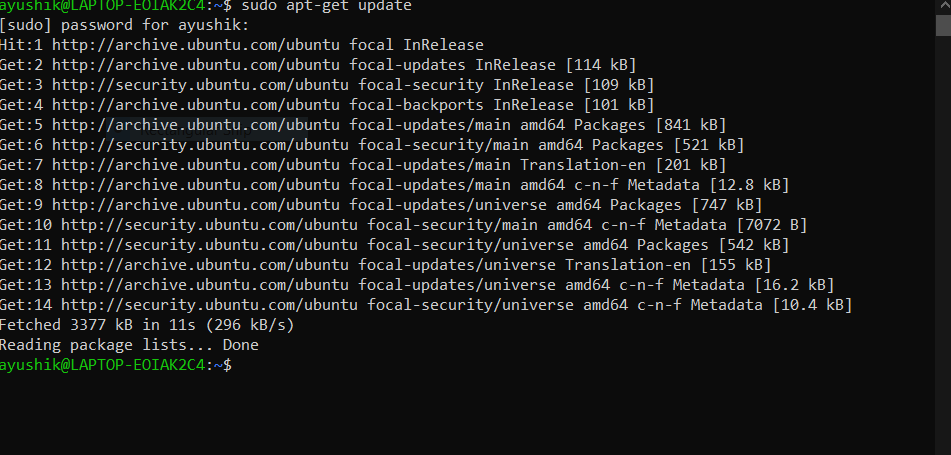 ayushik@LAPTOP-EOIAK2C4:~$ sudo apt-get update
[sudo] password for ayushik:
Hit:1 http://archive.ubuntu.com/ubuntu focal InRelease
Get:2 http://archive.ubuntu.com/ubuntu focal-updates InRelease [114 kB]
Get:3 http://security.ubuntu.com/ubuntu focal-security InRelease [109 kB]
Get:4 http://archive.ubuntu.com/ubuntu focal-backports InRelease [101 kB]
Get:5 http://archive.ubuntu.com/ubuntu focal-updates/main amd64 Packages [841 kB]
Get:6 http://security.ubuntu.com/ubuntu focal-security/main amd64 Packages [521 kB]
Get:7 http://archive.ubuntu.com/ubuntu focal-updates/main Translation-en [201 kB]
Get:8 http://archive.ubuntu.com/ubuntu focal-updates/main amd64 c-n-f Metadata [12.8 kB]
Get:9 http://archive.ubuntu.com/ubuntu focal-updates/universe amd64 Packages [747 kB]
Get:10 http://security.ubuntu.com/ubuntu focal-security/main amd64 c-n-f Metadata [7072 B]
Get:11 http://security.ubuntu.com/ubuntu focal-security/universe amd64 Packages [542 kB]
Get:12 http://archive.ubuntu.com/ubuntu focal-updates/universe Translation-en [155 kB]
Get:13 http://archive.ubuntu.com/ubuntu focal-updates/universe amd64 c-n-f Metadata [16.2 kB]
Get:14 http://security.ubuntu.com/ubuntu focal-security/universe amd64 c-n-f Metadata [10.4 kB]
Fetched 3377 kB in 11s (296 kB/s)
Reading package lists... Done
ayushik@LAPTOP-EOIAK2C4:~$